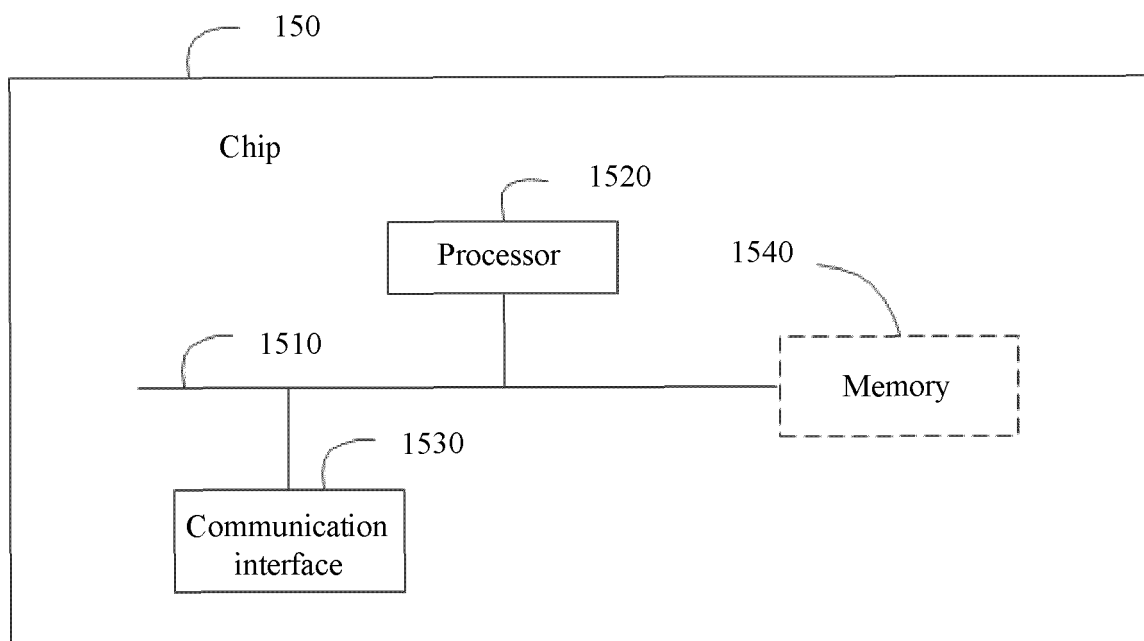 150
Chip
1520
Processor
1540
1510
Memory
1530
Communication
interface